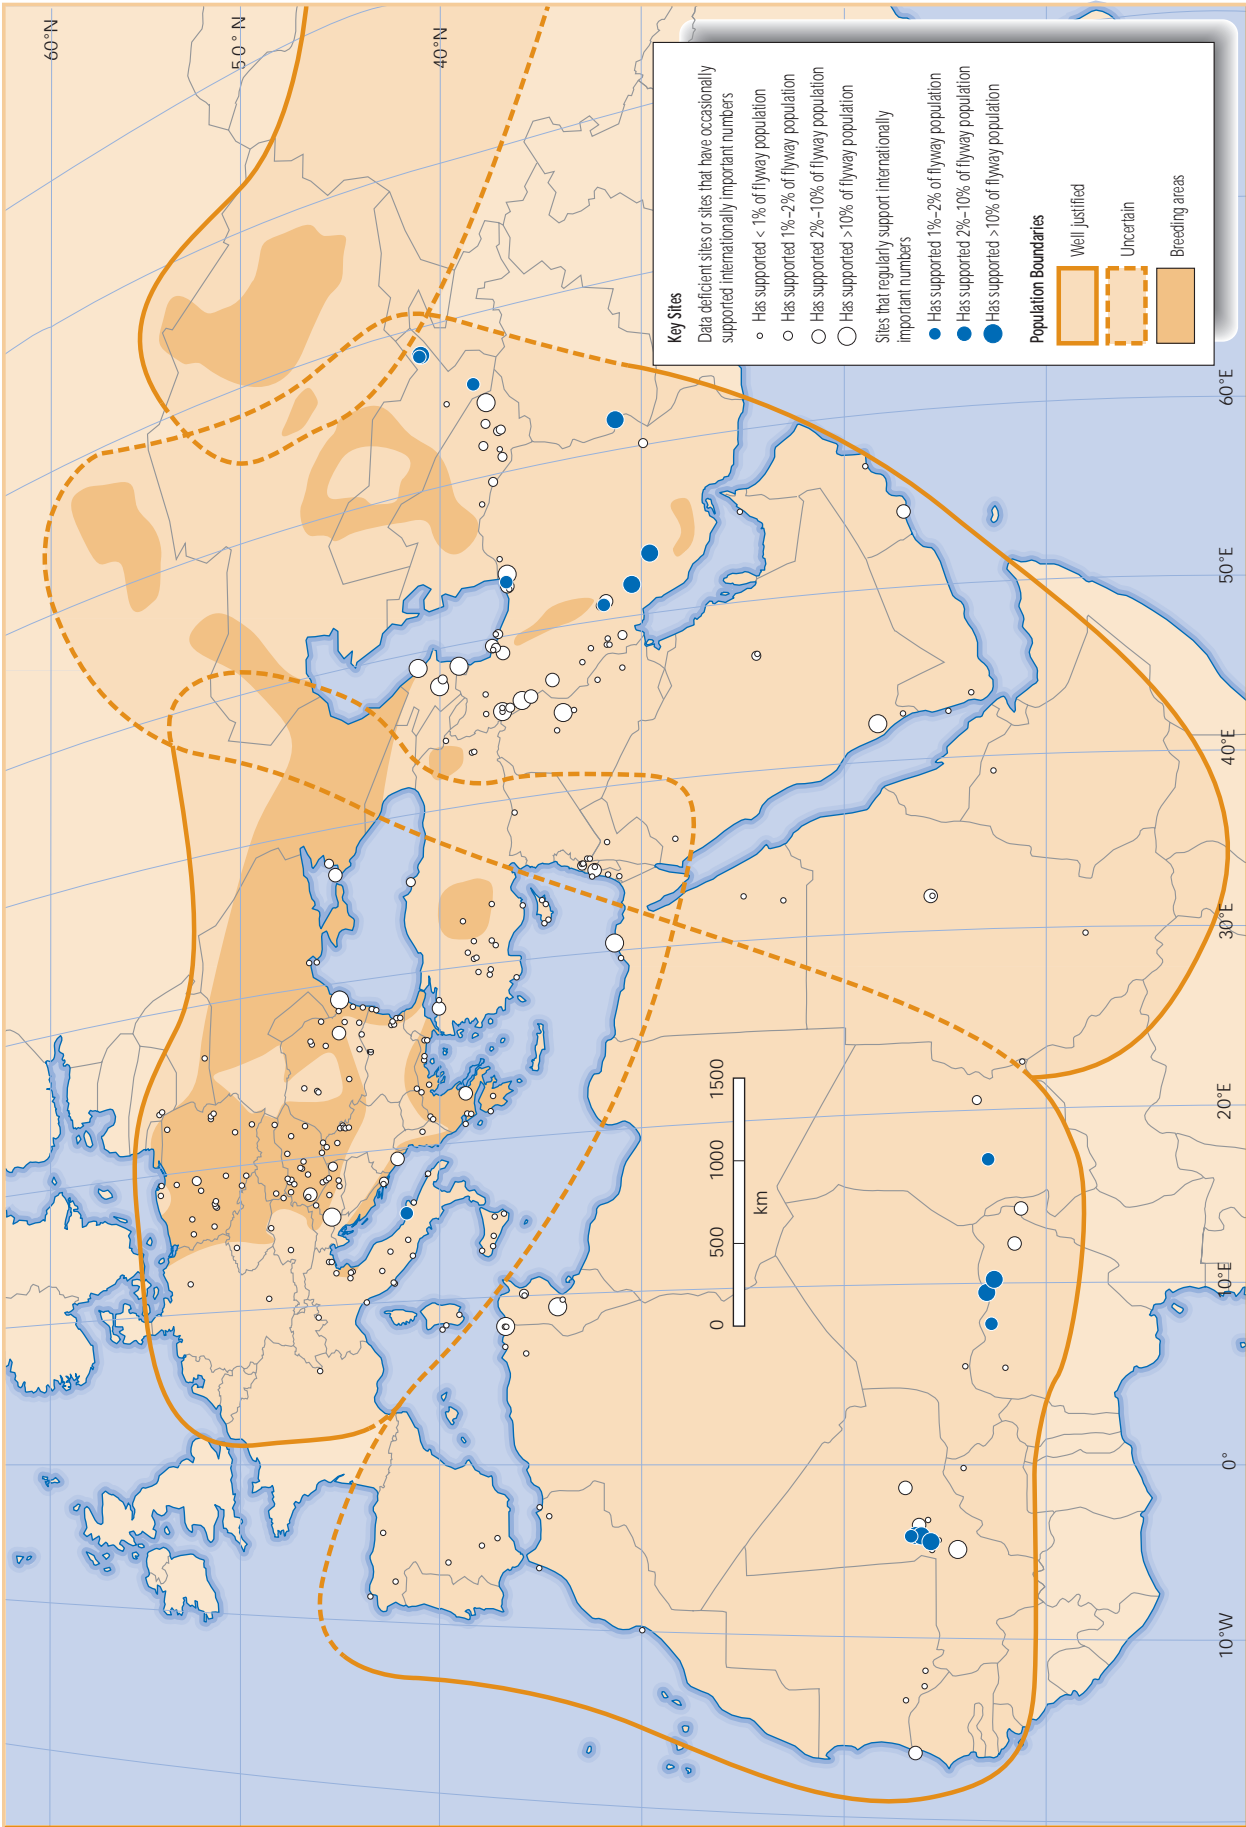 60°N
50°N
40°N
Key Sites
Data deficient sites or sites that have occasionally
supported internationally important numbers
Has supported < 1% of flyway population
Has supported 1%–2% of flyway population
Has supported 2%–10% of flyway population
Has supported >10% of flyway population
Sites that regularly support internationally
important numbers
Has supported 1%–2% of flyway population
Has supported 2%–10% of flyway population
Has supported >10% of flyway population
Population Boundaries
Well justified
Uncertain
Breeding areas
0 500 1000 1500
km
10°W
0°
10°E
20°E
30°E
40°E
50°E
60°E